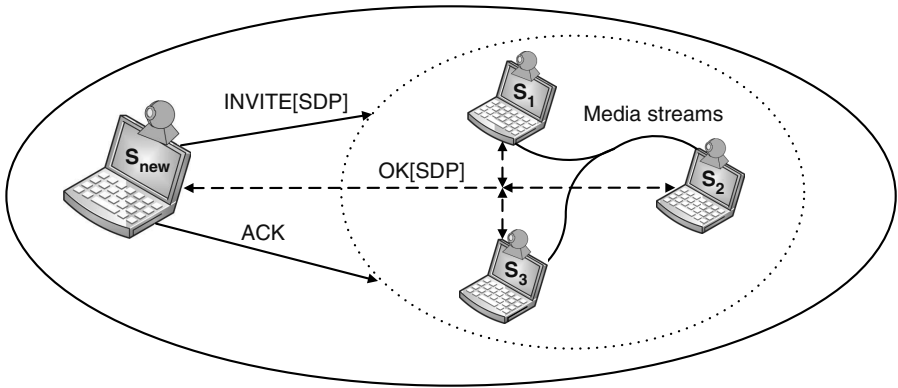 INVITE[SDP]
S1
Media streams
Snew
OK[SDP]
S2
ACK
S3